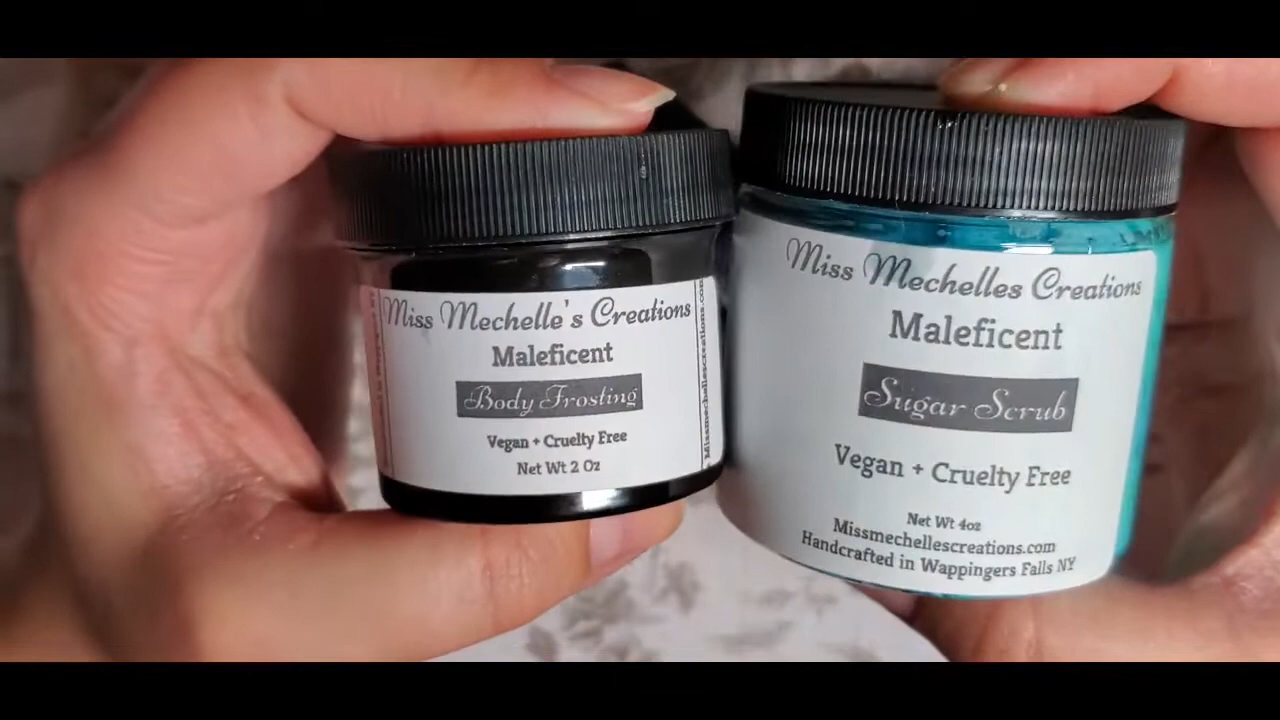 Miss Mechelle's Creations
Maleficent
Body Frosting
Vegan + Cruelty Free
Net Wt 2 Oz
Missmechellescreations.com
Miss Mechelles Creations
Maleficent
Sugar Scrub
Vegan + Cruelty Free
Net Wt 4oz
Missmechellescreations.com
Handcrafted in Wappingers Falls NY